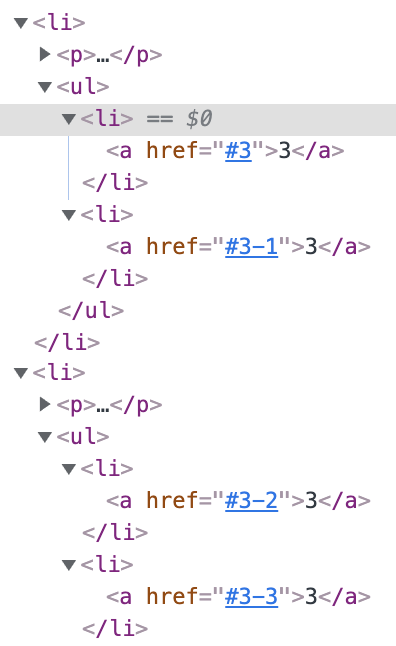 ▼<li>
▶<p>…</p>
▼<ul>
▼<li> == $0
<a href="#3">3</a>
</li>
▼<li>
<a href="#3-1">3</a>
</li>
</ul>
</li>
▼<li>
▶<p>…</p>
▼<ul>
▼<li>
<a href="#3-2">3</a>
</li>
▼<li>
<a href="#3-3">3</a>
</li>